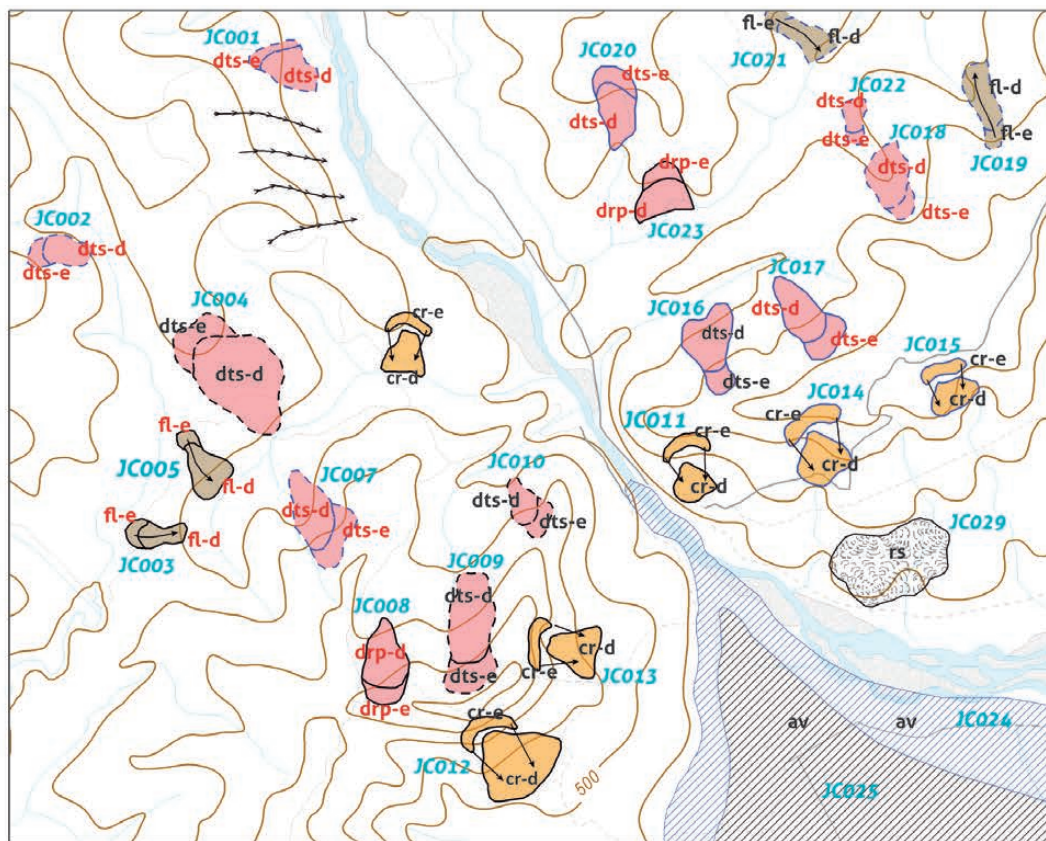 fl-e
fl-d
JC021
JC001
dts-e
dts-d
JC020
dts-e
dts-d
JC022
dts-d
dts-e
JC018
dts-d
dts-e
fl-d
fl-e
JC019
drp-e
drp-d
JC023
JC002
dts-d
dts-e
JC004
dts-e
dts-d
cr-e
cr-d
JC017
dts-d
dts-e
JC016
dts-d
dts-e
JC015
cr-e
cr-d
JC014
cr-e
cr-d
JC011
cr-e
cr-d
fl-e
JC005
fl-d
JC007
dts-d
dts-e
JC010
dts-d
dts-e
fl-e
fl-d
JC003
JC029
rs
JC009
dts-d
dts-e
JC008
drp-d
drp-e
cr-d
cr-e
JC013
cr-e
cr-d
JC012
500
av
av
JC024
JC025